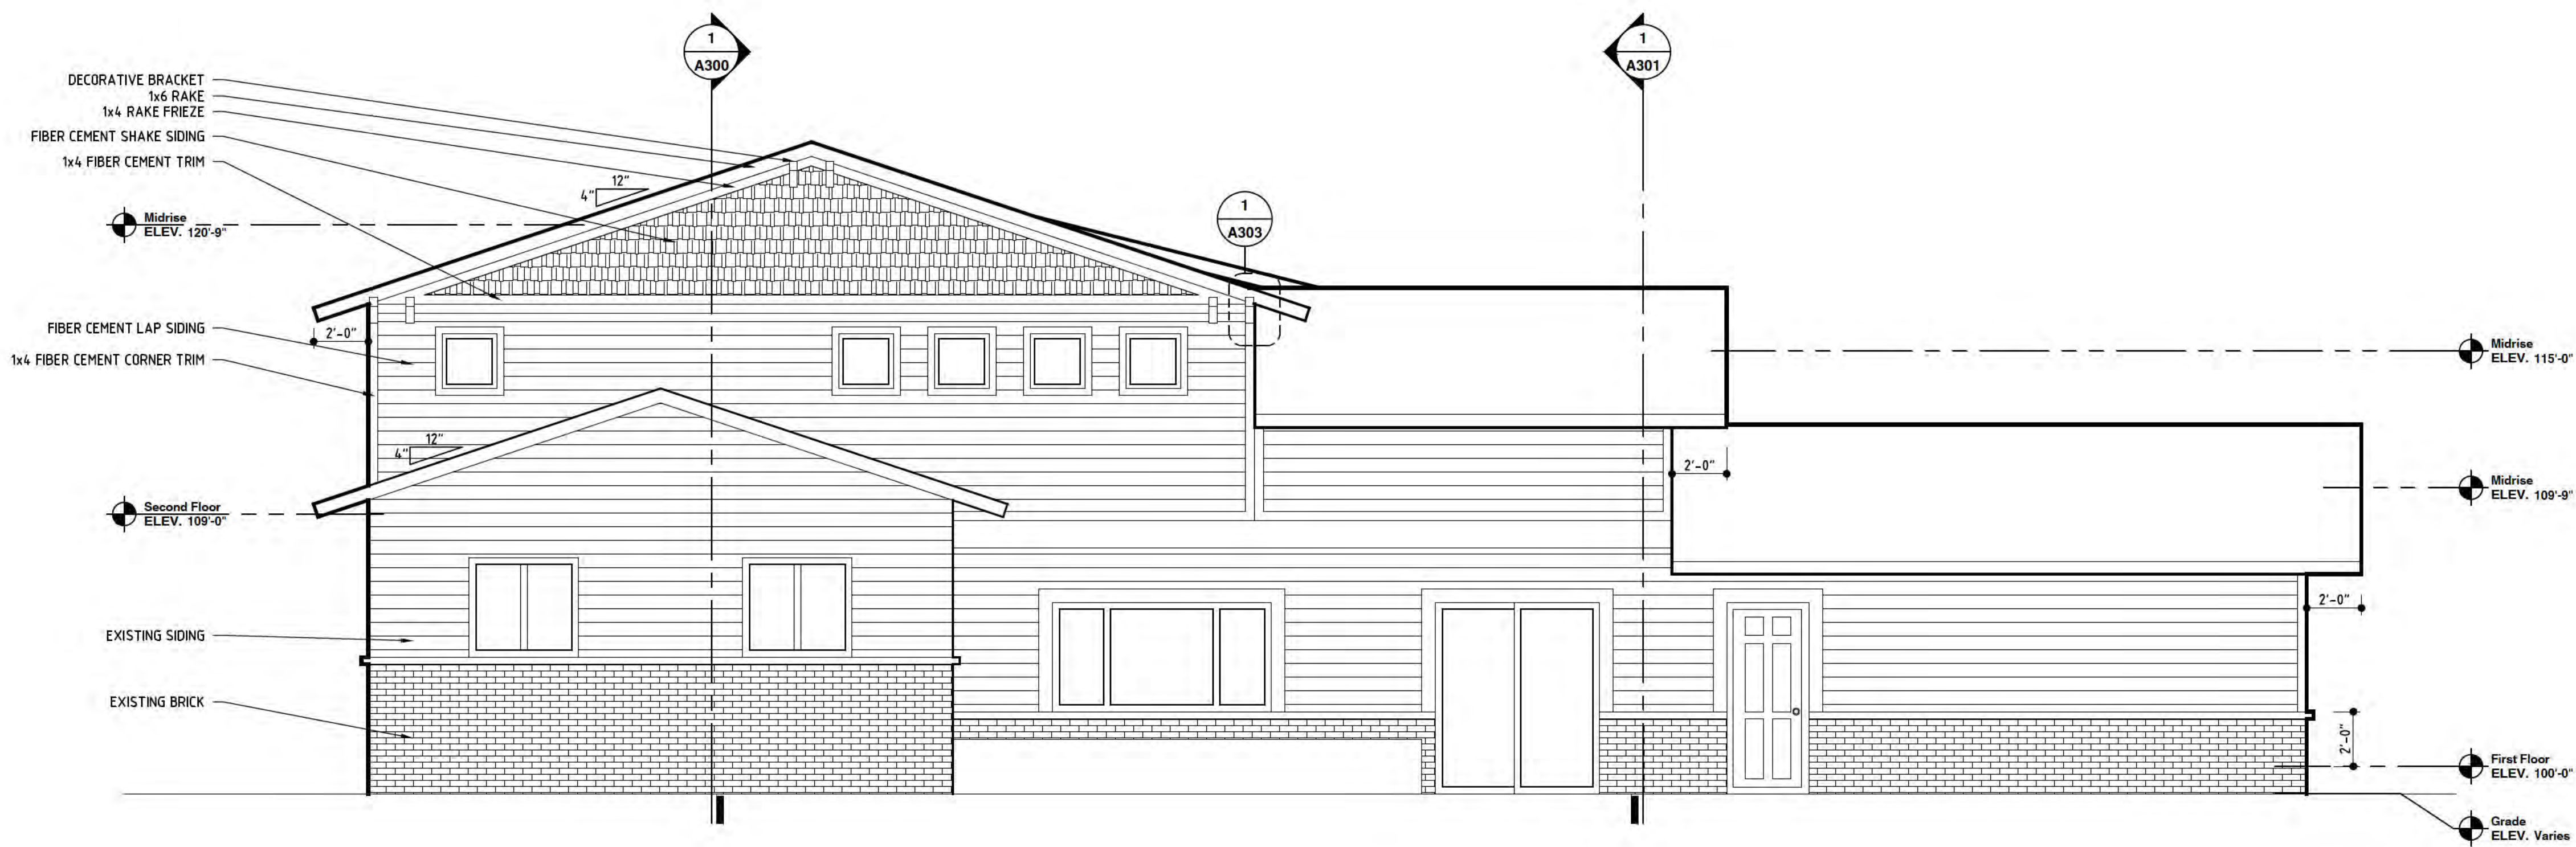 1
A300
1
A301
DECORATIVE BRACKET
1x6 RAKE
1x4 RAKE FRIEZE
FIBER CEMENT SHAKE SIDING
1x4 FIBER CEMENT TRIM
12"
4"
Midrise
ELEV. 120'-9"
1
A303
FIBER CEMENT LAP SIDING
2'-0"
1x4 FIBER CEMENT CORNER TRIM
Midrise
ELEV. 115'-0"
12"
4"
2'-0"
Midrise
ELEV. 109'-9"
Second Floor
ELEV. 109'-0"
2'-0"
EXISTING SIDING
EXISTING BRICK
2'-0"
First Floor
ELEV. 100'-0"
Grade
ELEV. Varies